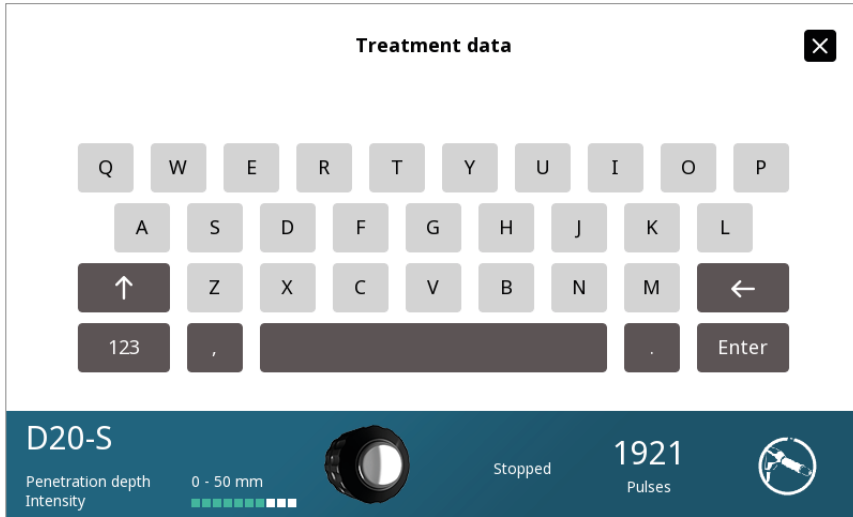 Treatment data
Q W E R T Y U I O P
A S D F G H J K L
Z X C V B N M
123 , . Enter
D20-S
Penetration depth 0 - 50 mm
Intensity
Stopped
1921
Pulses